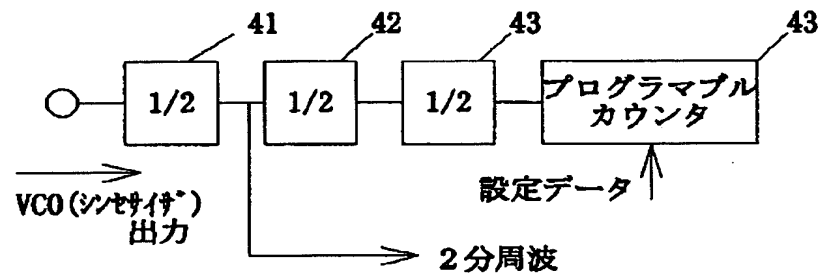 41
42
43
43
1/2
1/2
1/2
プログラマブル
カウンタ
設定データ
VCO(ｼﾝｾｻｲｻﾞ)
出力
２分周波